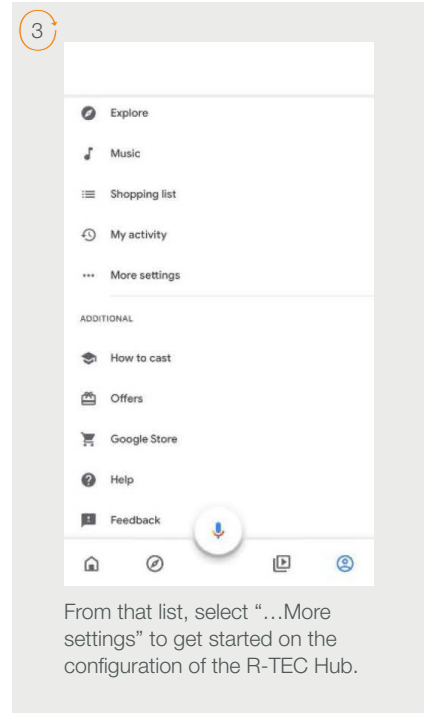 3
Explore
Music
Shopping list
My activity
More settings
ADDITIONAL
How to cast
Offers
Google Store
Help
Feedback
From that list, select “…More
settings” to get started on the
configuration of the R-TEC Hub.